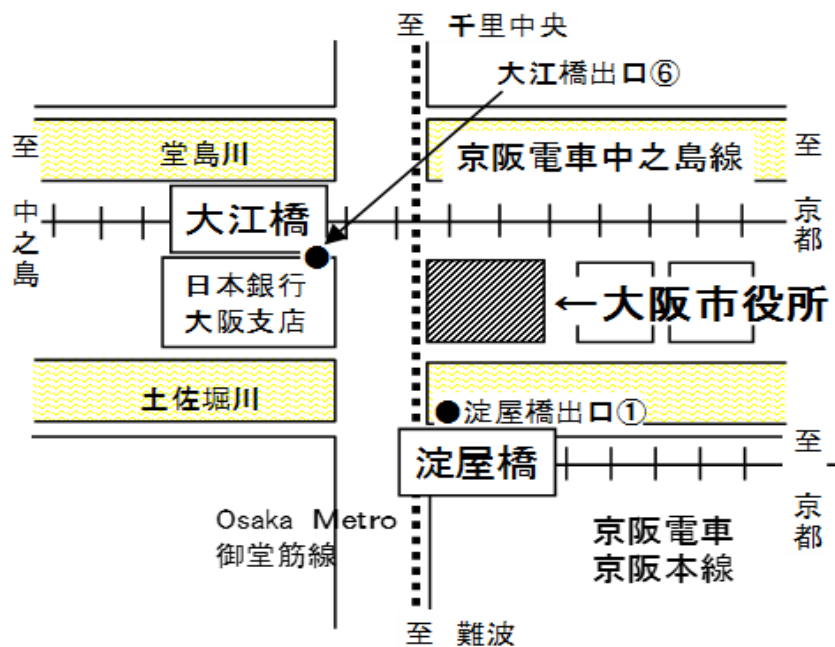 至 千里中央
大江橋出口⑥
至
中之島
堂島川
京阪電車中之島線
至
京都
大江橋
日本銀行
大阪支店
←大阪市役所
土佐堀川
●淀屋橋出口①
淀屋橋
至
京都
Osaka Metro
御堂筋線
京阪電車
京阪本線
至 難波